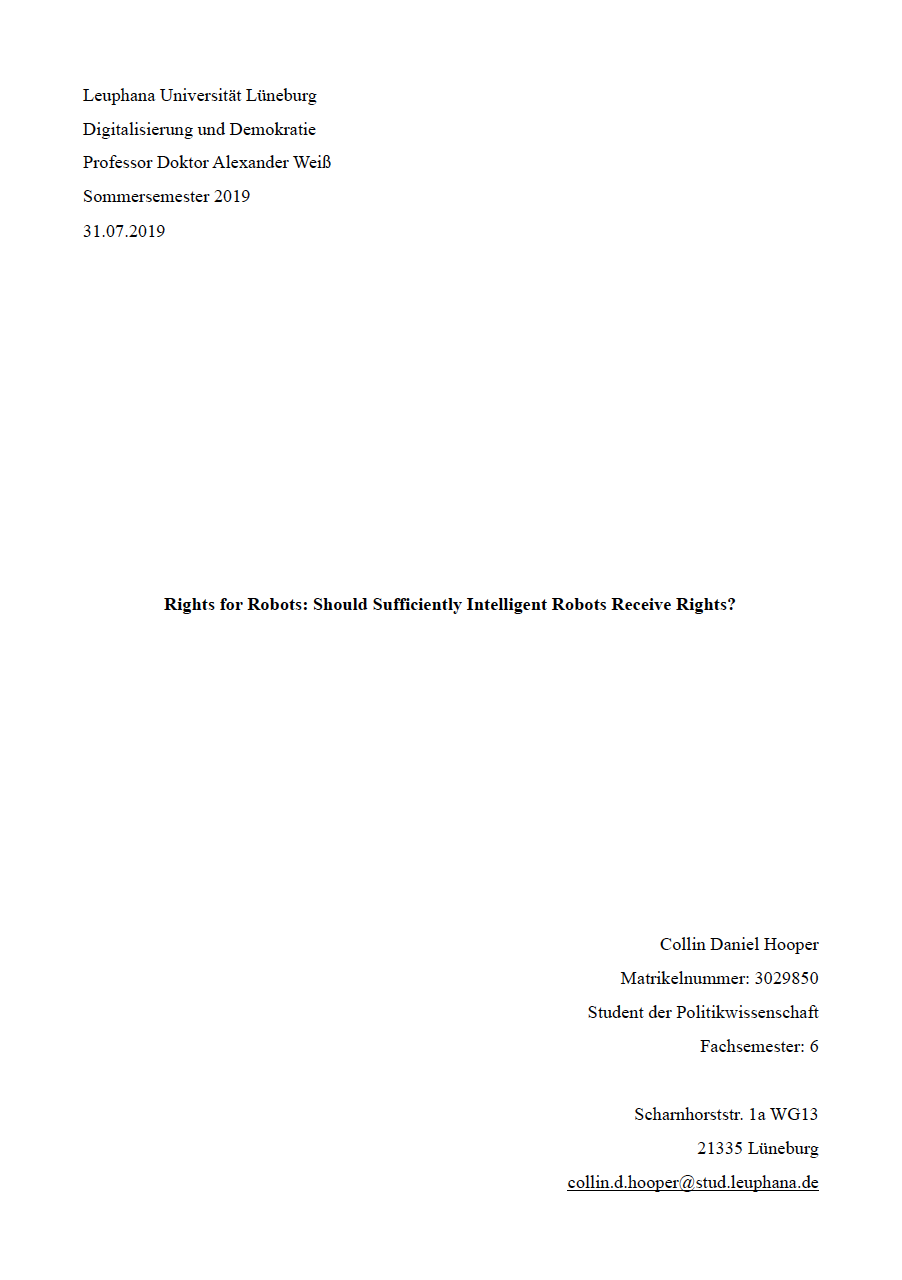 Leuphana Universität Lüneburg
Digitalisierung und Demokratie
Professor Doktor Alexander Weiß
Sommersemester 2019
31.07.2019
Rights for Robots: Should Sufficiently Intelligent Robots Receive Rights?
Collin Daniel Hooper
Matrikelnummer: 3029850
Student der Politikwissenschaft
Fachsemester: 6
Scharnhorststr. 1a WG13
21335 Lüneburg
collin.d.hooper@stud.leuphana.de